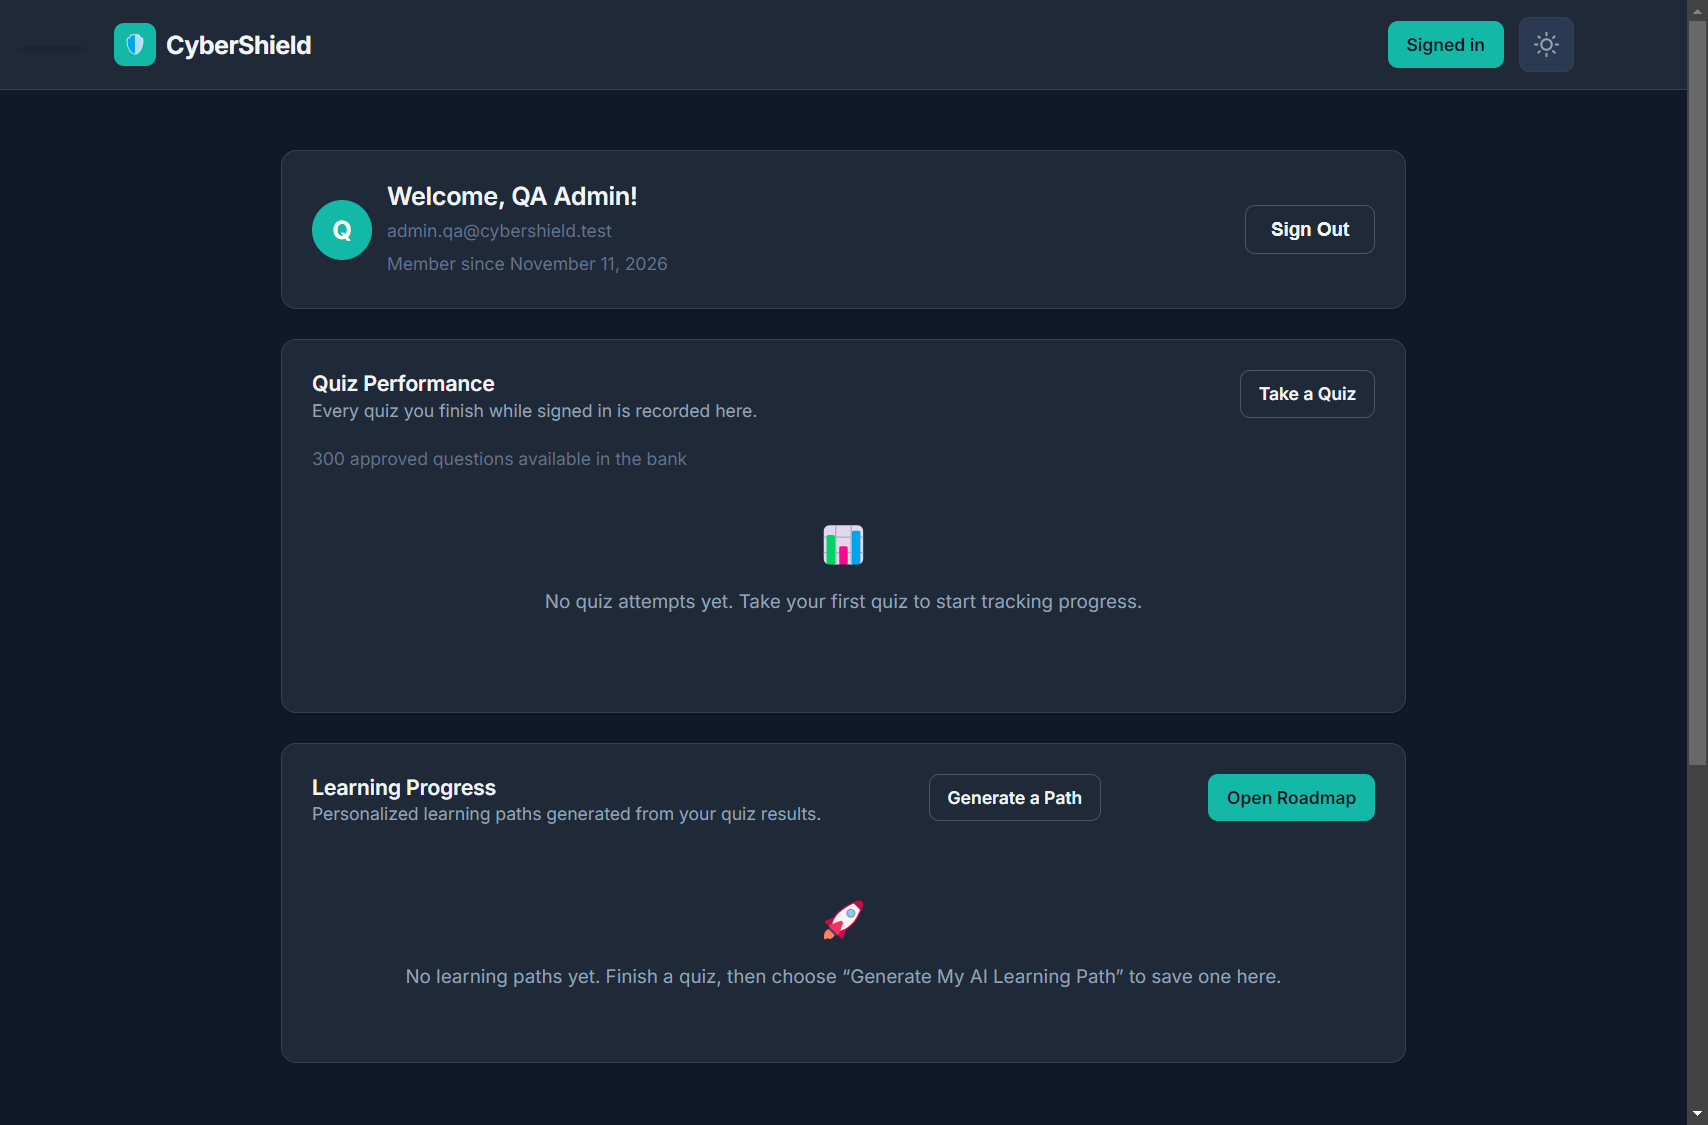 CyberShield
Signed in
Q
Welcome, QA Admin!
admin.qa@cybershield.test
Member since November 11, 2026
Sign Out
Quiz Performance
Every quiz you finish while signed in is recorded here.
Take a Quiz
300 approved questions available in the bank
No quiz attempts yet. Take your first quiz to start tracking progress.
Learning Progress
Personalized learning paths generated from your quiz results.
Generate a Path
Open Roadmap
No learning paths yet. Finish a quiz, then choose “Generate My AI Learning Path” to save one here.